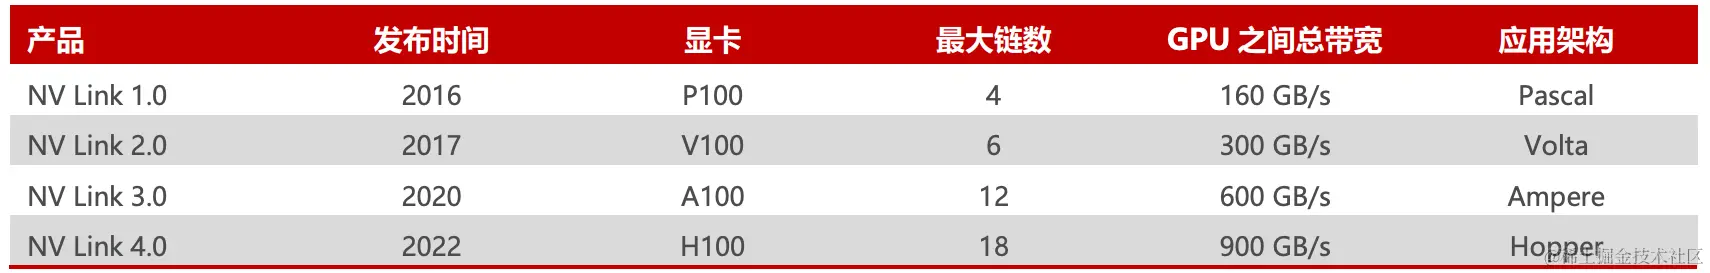 产品 发布时间 显卡 最大链数 GPU 之间总带宽 应用架构
NV Link 1.0 2016 P100 4 160 GB/s Pascal
NV Link 2.0 2017 V100 6 300 GB/s Volta
NV Link 3.0 2020 A100 12 600 GB/s Ampere
NV Link 4.0 2022 H100 18 900 GB/s Hopper
@稀土掘金技术社区